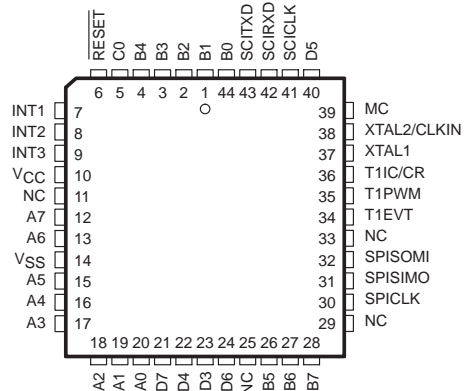 RESET C0 B4 B3 B2 B1 B0 SCITXD SCIRXD SCICLK D5
6 5 4 3 2 1 44 43 42 41 40
INT1 7 39 MC
INT2 8 38 XTAL2/CLKIN
INT3 9 37 XTAL1
VCC 10 36 T1IC/CR
NC 11 35 T1PWM
A7 12 34 T1EVT
A6 13 33 NC
VSS 14 32 SPISOMI
A5 15 31 SPISIMO
A4 16 30 SPICLK
A3 17 29 NC
18 19 20 21 22 23 24 25 26 27 28
A2 A1 A0 D7 D4 D3 D6 NC B5 B6 B7